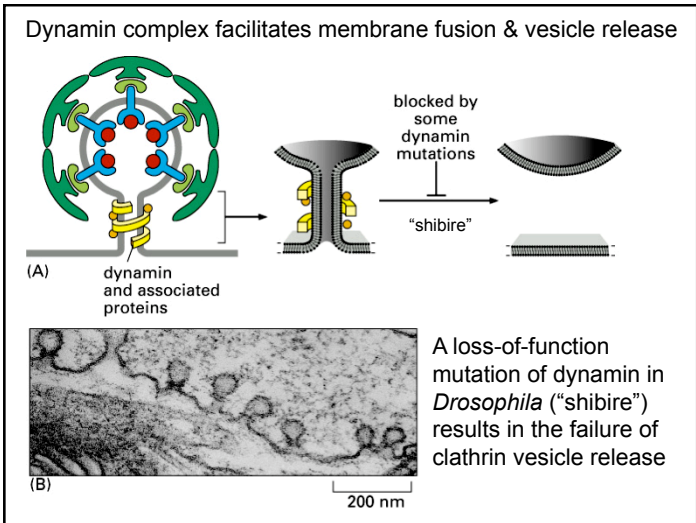 Dynamin complex facilitates membrane fusion & vesicle release
blocked by
some
dynamin
mutations
“shibire”
(A)
dynamin
and associated
proteins
A loss-of-function
mutation of dynamin in
Drosophila (“shibire”)
results in the failure of
clathrin vesicle release
(B)
200 nm